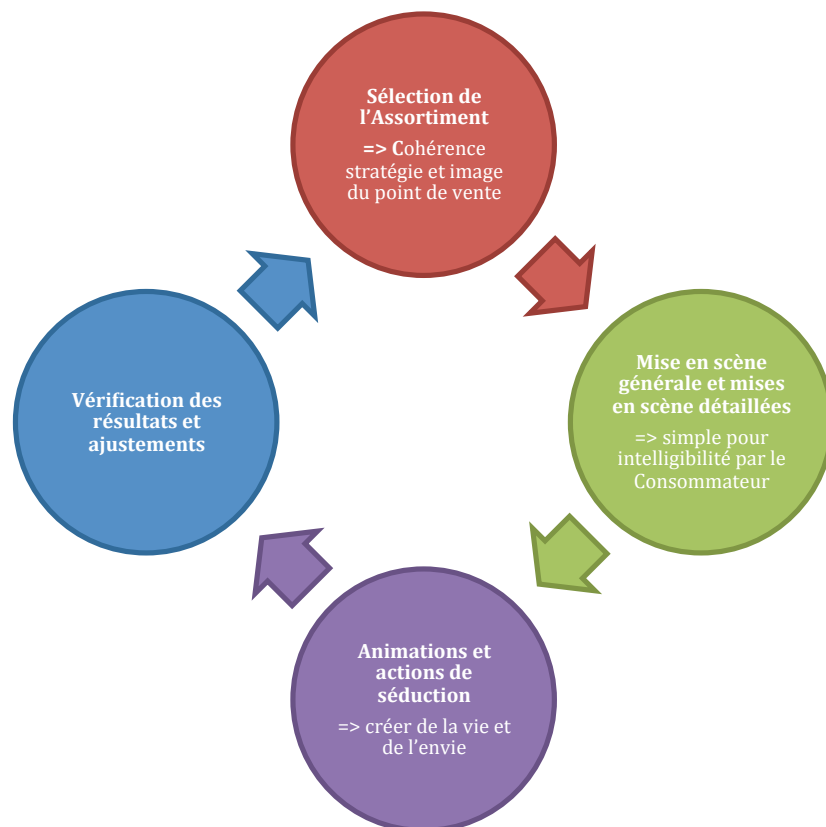 Sélection de
l’Assortiment
=> Cohérence
stratégie et image
du point de vente
Mise en scène
générale et mises
en scène détaillées
=> simple pour
intelligibilité par le
Consommateur
Animations et
actions de
séduction
=> créer de la vie et
de l’envie
Vérification des
résultats et
ajustements